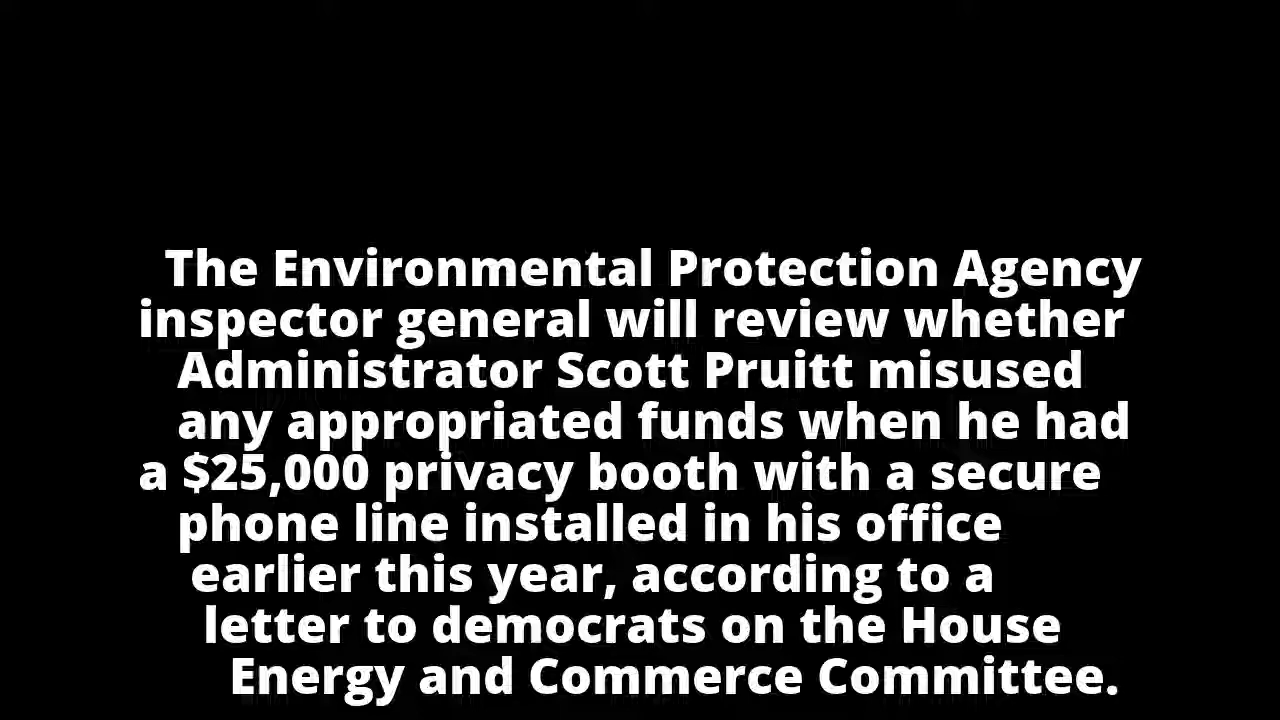 The Environmental Protection Agency
inspector general will review whether
Administrator Scott Pruitt misused
any appropriated funds when he had
a $25,000 privacy booth with a secure
phone line installed in his office
earlier this year, according to a
letter to democrats on the House
Energy and Commerce Committee.